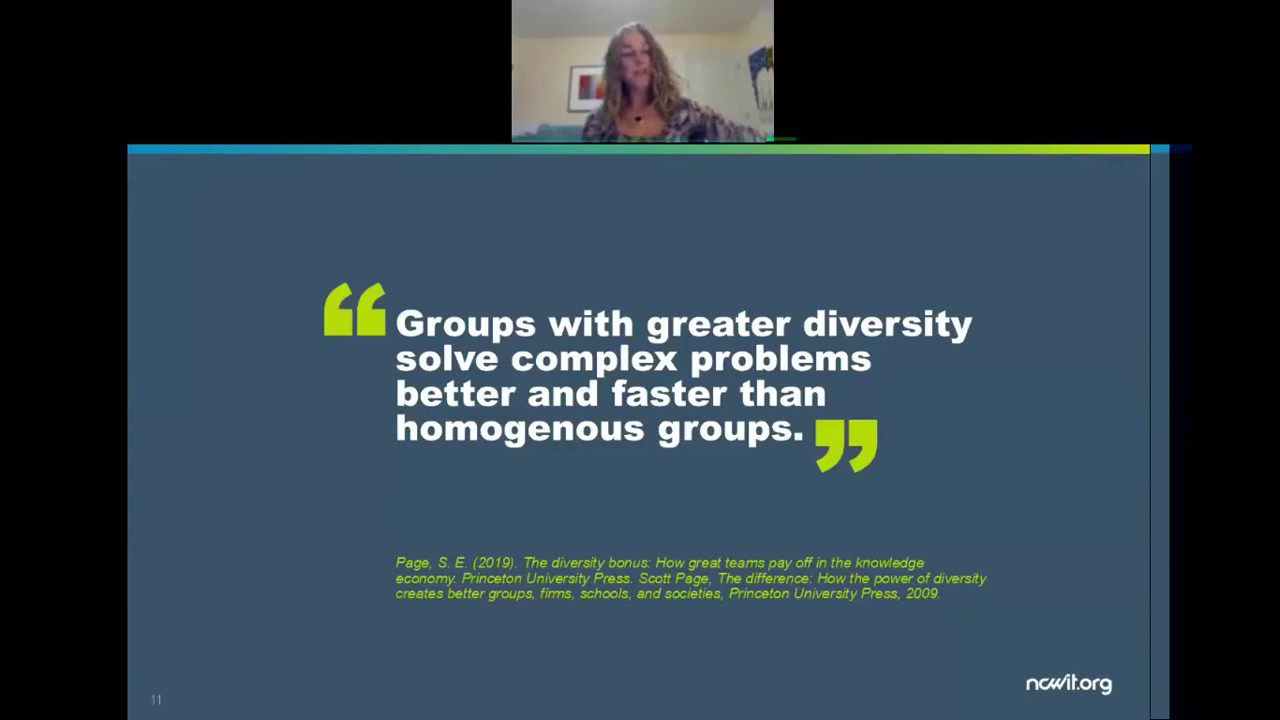 “Groups with greater diversity
solve complex problems
better and faster than
homogenous groups.”
Page, S. E. (2019). The diversity bonus: How great teams pay off in the knowledge
economy. Princeton University Press. Scott Page, The difference: How the power of diversity
creates better groups, firms, schools, and societies, Princeton University Press, 2009.
ncwit.org
11